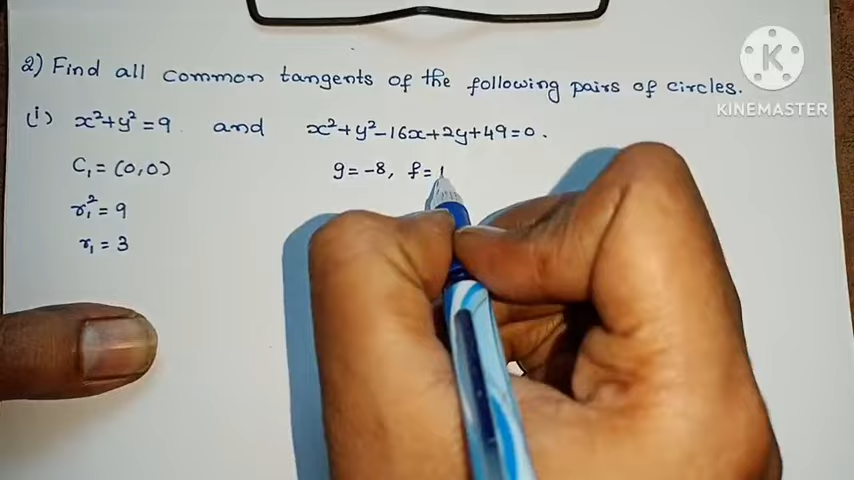 2) Find all common tangents of the following pairs of circles.
(i) x²+y²=9 and x²+y²-16x+2y+49=0.
C₁=(0,0) g=-8, f=1
r₁²=9
r₁=3
K
KINEMASTER